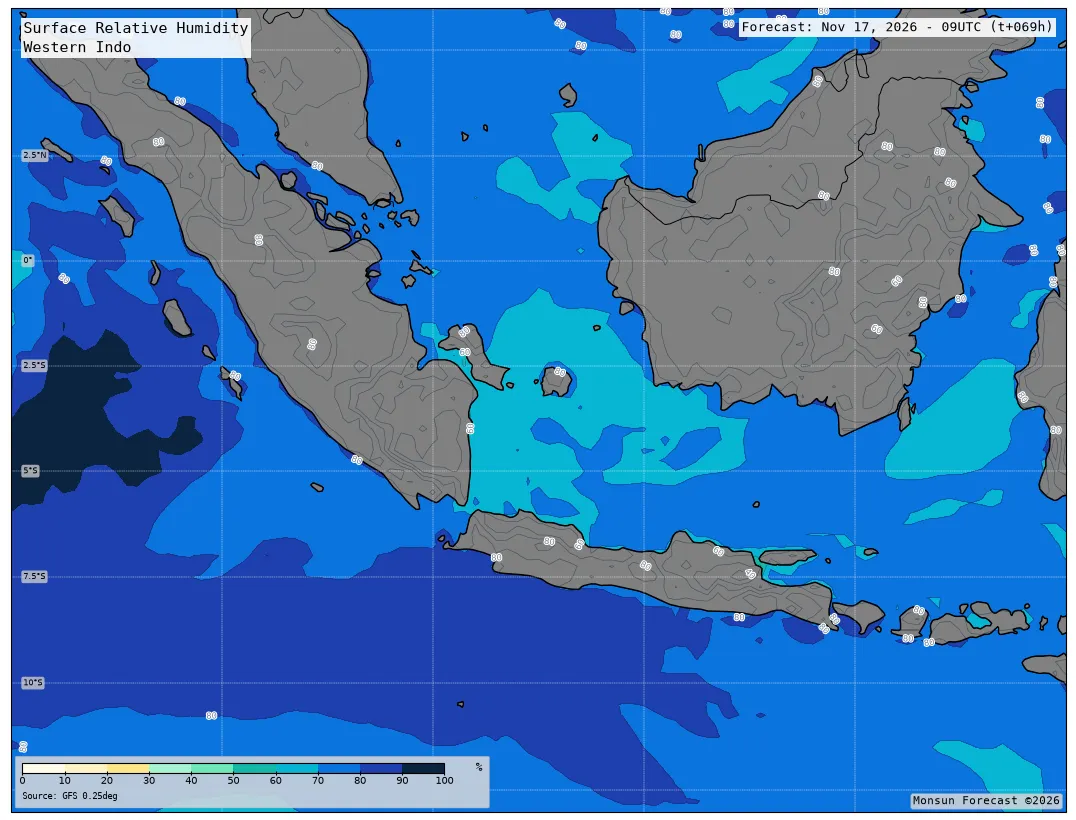 Surface Relative Humidity
Western Indo
Forecast: Nov 17, 2026 - 09UTC (t+069h)
2.5°N
0°
2.5°S
5°S
7.5°S
10°S
%
0 10 20 30 40 50 60 70 80 90 100
Source: GFS 0.25deg
Monsun Forecast ©2026